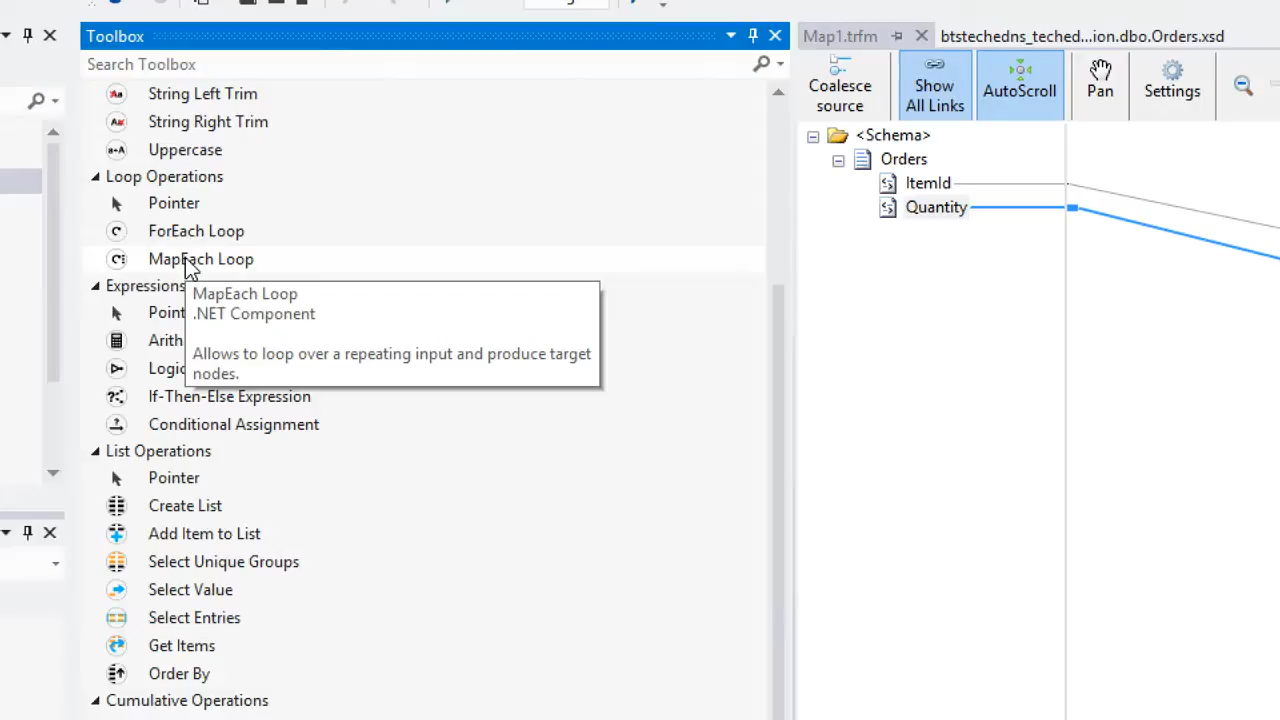 Toolbox
Search Toolbox
String Left Trim
String Right Trim
Uppercase
Loop Operations
Pointer
ForEach Loop
MapEach Loop
Expressions
MapEach Loop
.NET Component
Allows to loop over a repeating input and produce target
nodes.
If-Then-Else Expression
Conditional Assignment
List Operations
Pointer
Create List
Add Item to List
Select Unique Groups
Select Value
Select Entries
Get Items
Order By
Cumulative Operations
Map1.trfm
btstechedns_teched...ion.dbo.Orders.xsd
Coalesce
source
Show
All Links
AutoScroll
Pan
Settings
<Schema>
Orders
ItemId
Quantity